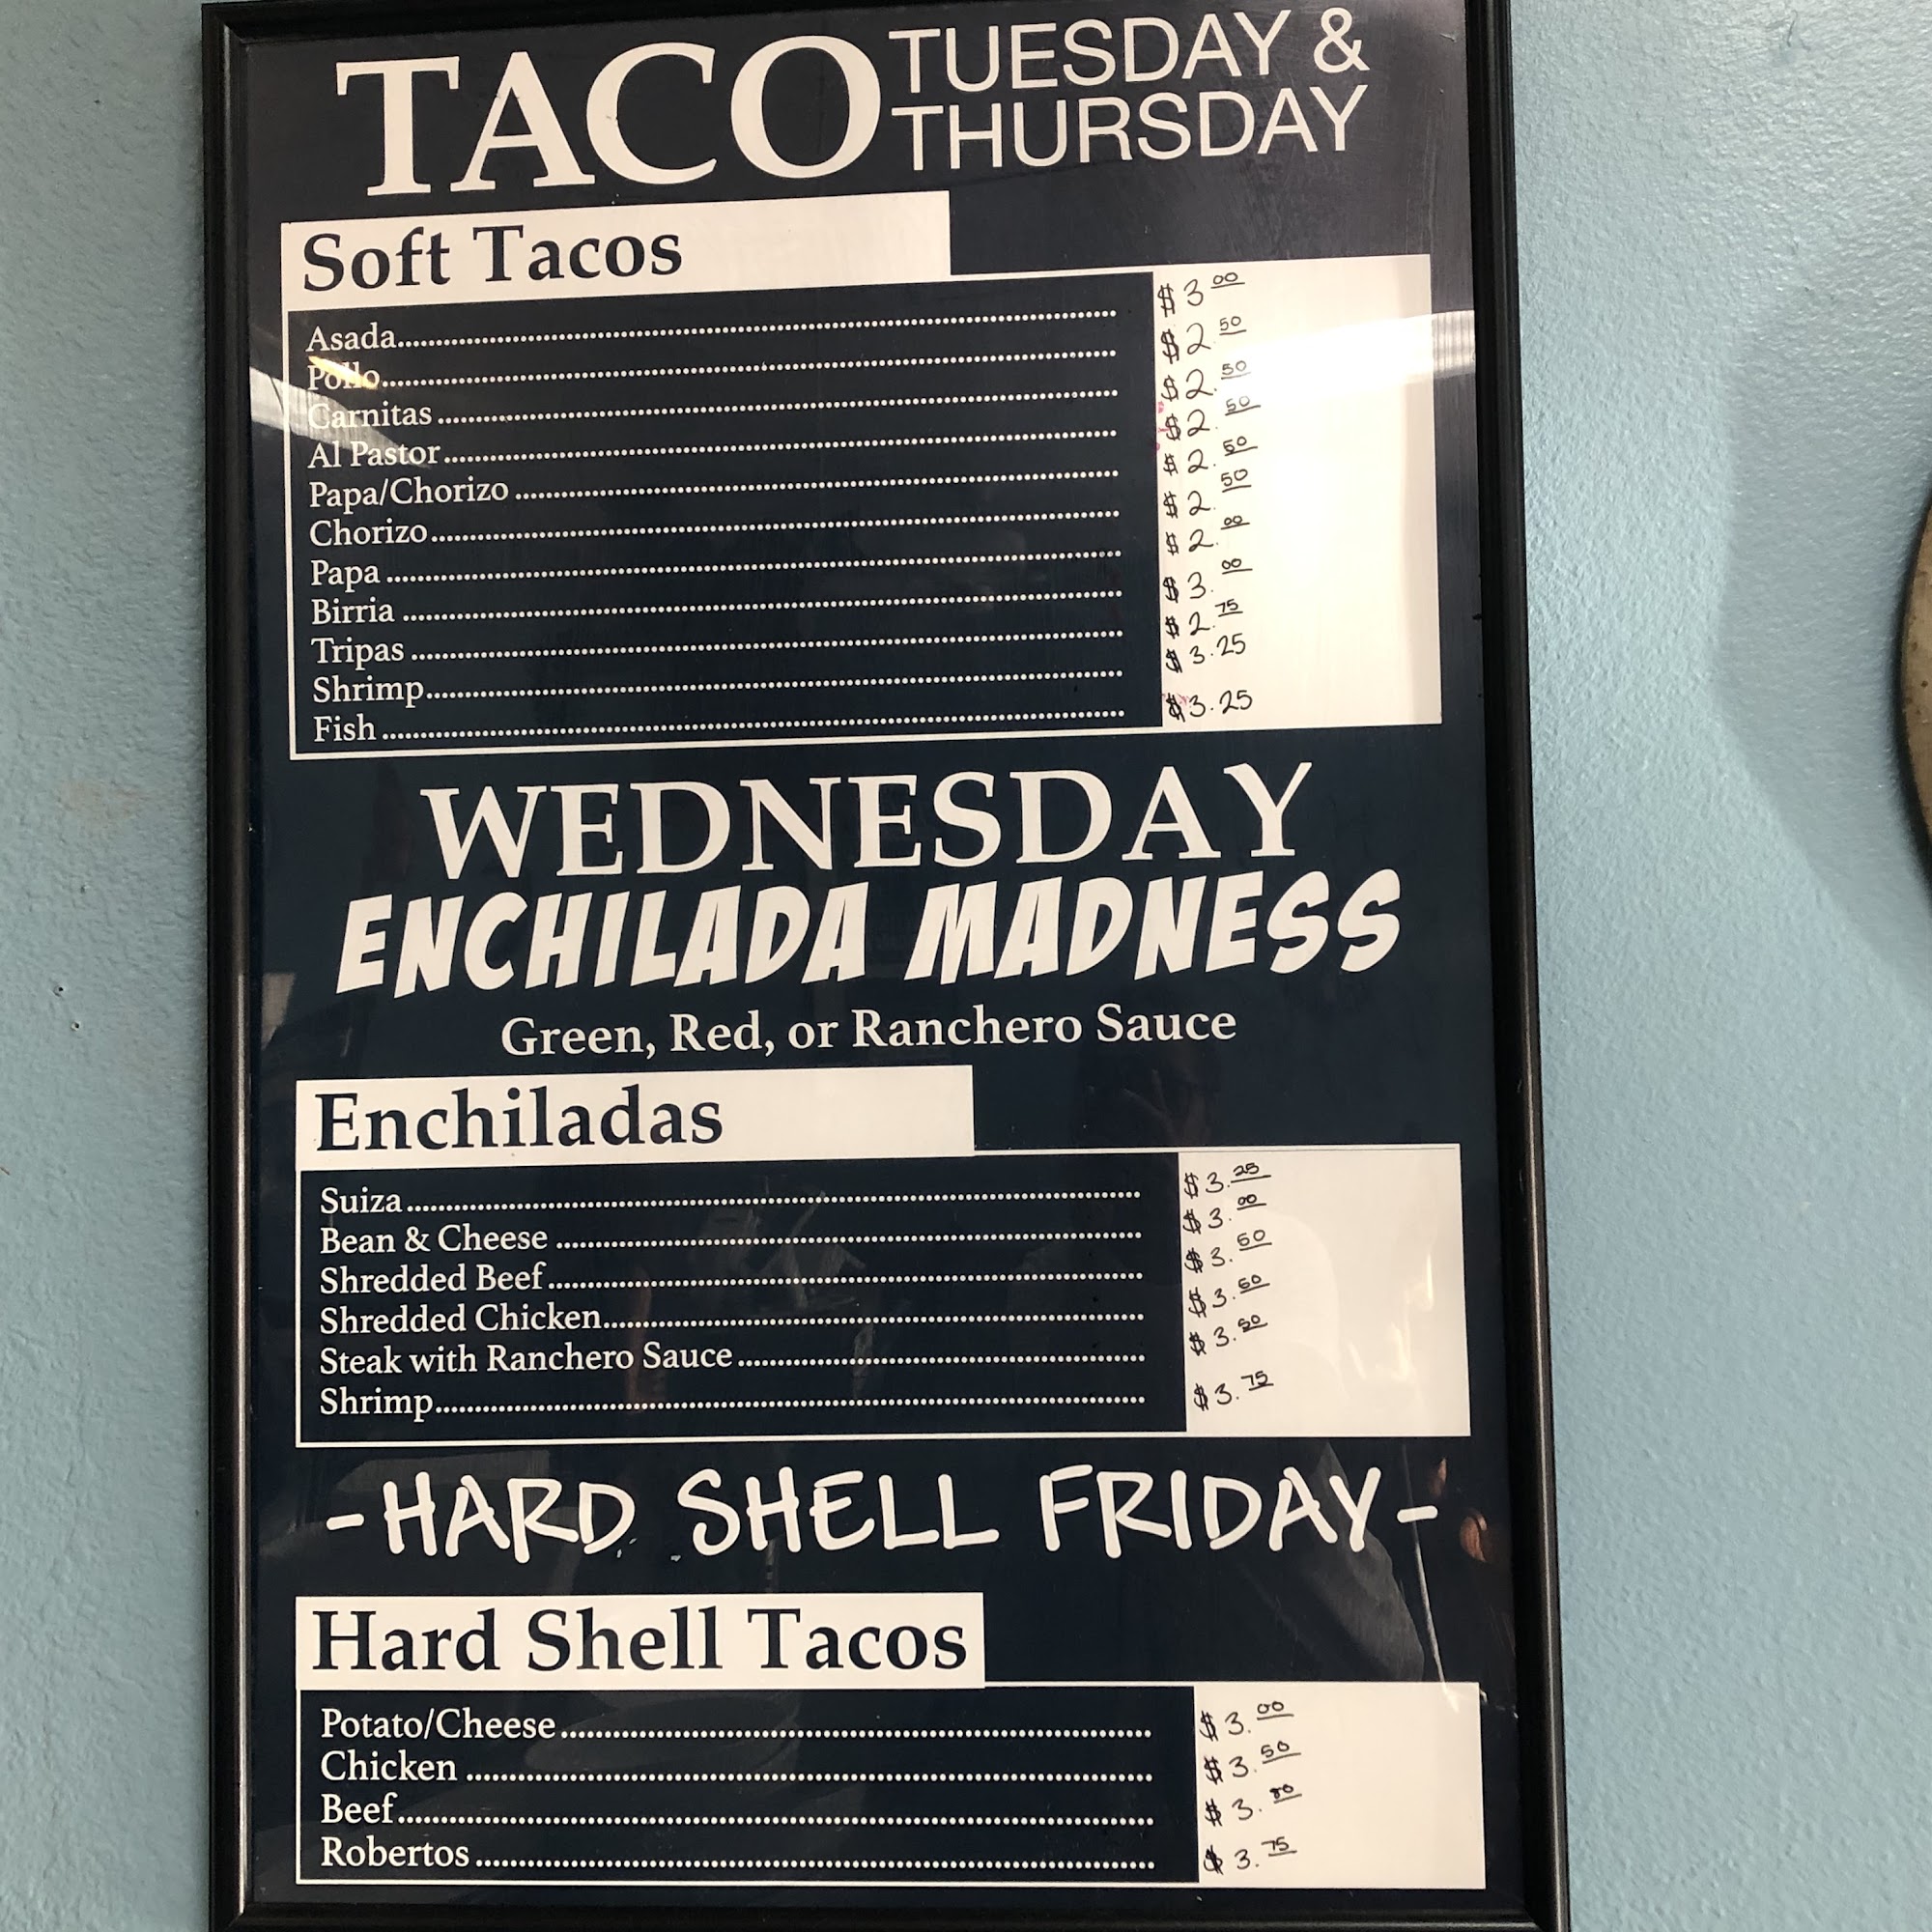 TACO TUESDAY &
THURSDAY
Soft Tacos
Asada........ $3 00
Pollo........ $2 50
Carnitas........ $2. 50
Al Pastor........ $2. 50
Papa/Chorizo........ $2. 50
Chorizo........ $2. 50
Papa........ $2. 00
Birria........ $3. 00
Tripas........ $2. 75
Shrimp........ $3.25
Fish........ $3.25
WEDNESDAY
ENCHILADA MADNESS
Green, Red, or Ranchero Sauce
Enchiladas
Suiza........ $3. 25
Bean & Cheese........ $3. 00
Shredded Beef........ $3. 50
Shredded Chicken........ $3. 50
Steak with Ranchero Sauce........ $3. 50
Shrimp........ $3. 75
-HARD SHELL FRIDAY-
Hard Shell Tacos
Potato/Cheese........ $3. 00
Chicken........ $3. 50
Beef........ $3.
Robertos........ $3. 75